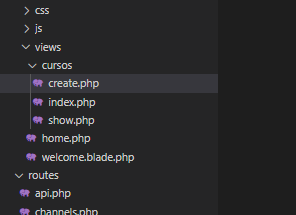 css
js
views
cursos
create.php
index.php
show.php
home.php
welcome.blade.php
routes
api.php
channels.php